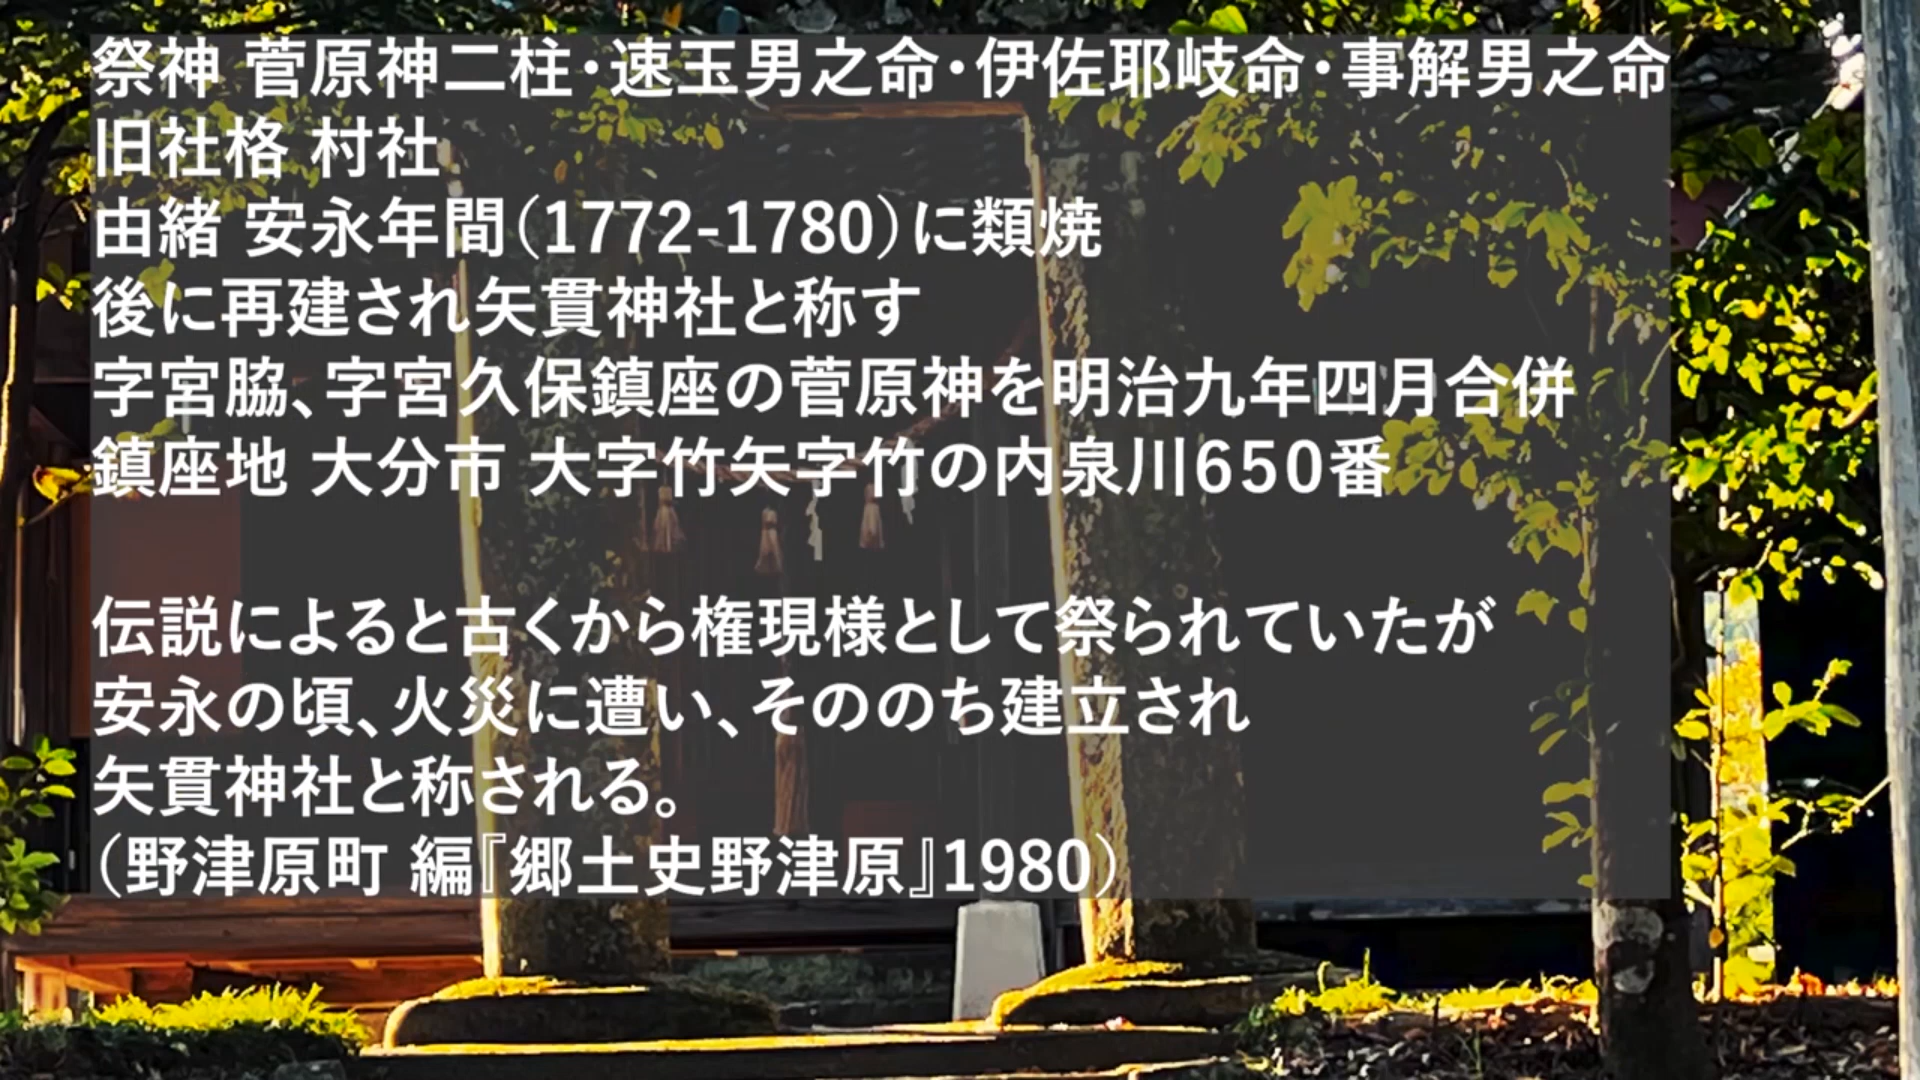 祭神 菅原神二柱・速玉男之命・伊佐耶岐命・事解男之命
旧社格 村社
由緒 安永年間（1772-1780）に類焼
後に再建され矢貫神社と称す
字宮脇、字宮久保鎮座の菅原神を明治九年四月合併
鎮座地 大分市 大字竹矢字竹の内泉川650番
伝説によると古くから権現様として祭られていたが
安永の頃、火災に遭い、そののち建立され
矢貫神社と称される。
（野津原町 編『郷土史野津原』1980）